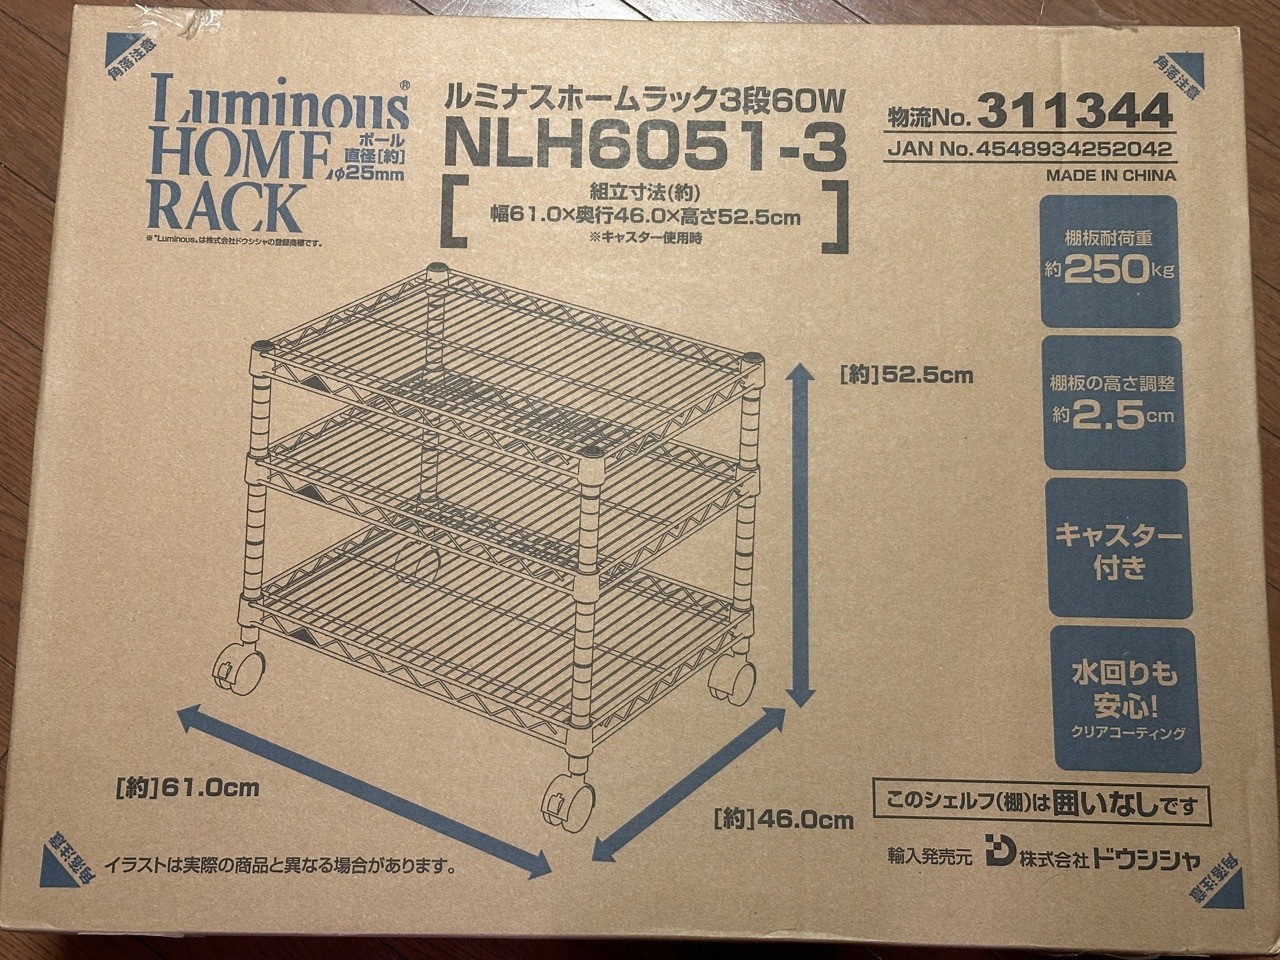 角落注意
角落注意
Luminous®
HOME
RACK
ポール
直径[約]
φ25mm
※"Luminous"は株式会社ドウシシャの登録商標です。
ルミナスホームラック3段60W
NLH6051-3
組立寸法(約)
幅61.0×奥行46.0×高さ52.5cm
※キャスター使用時
物流No. 311344
JAN No. 4548934252042
MADE IN CHINA
棚板耐荷重
約250kg
棚板の高さ調整
約2.5cm
キャスター
付き
水回りも
安心!
クリアコーティング
[約]52.5cm
[約]61.0cm
[約]46.0cm
このシェルフ(棚)は囲いなしです
イラストは実際の商品と異なる場合があります。
輸入発売元 株式会社ドウシシャ
角落注意
角落注意